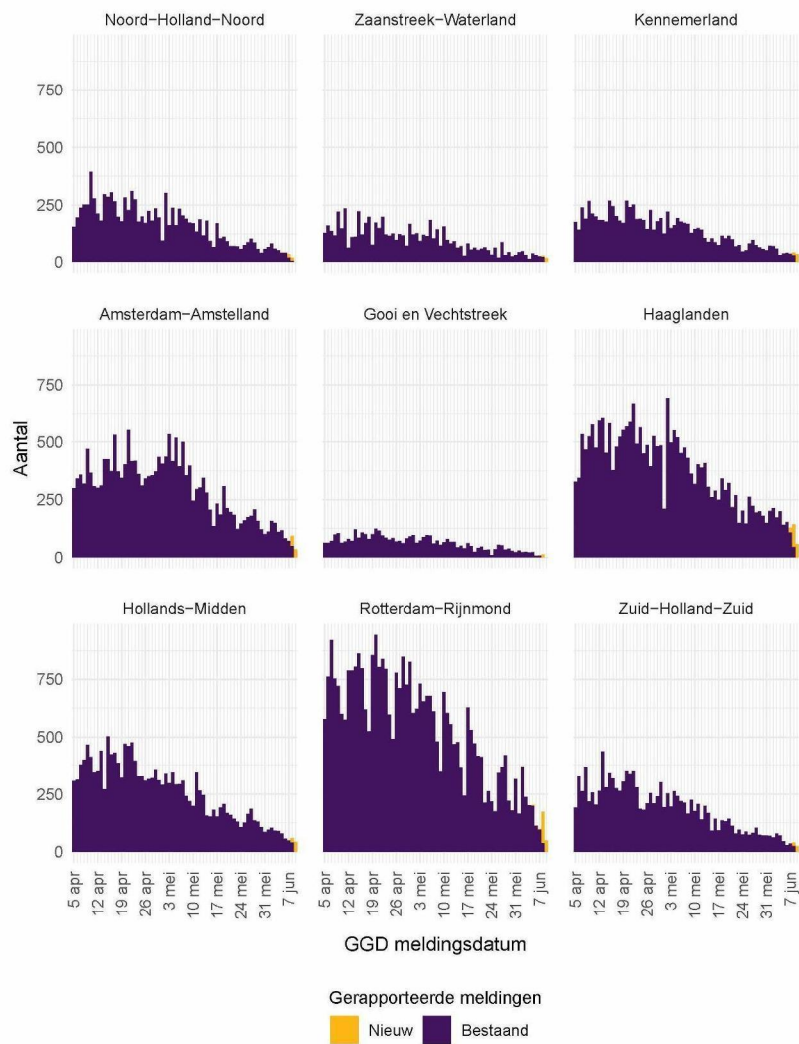 Noord-Holland-Noord Zaanstreek-Waterland Kennemerland
750
500
250
0
Amsterdam-Amstelland Gooi en Vechtstreek Haaglanden
Aantal
750
500
250
0
Hollands-Midden Rotterdam-Rijnmond Zuid-Holland-Zuid
750
500
250
0
5 apr 12 apr 19 apr 26 apr 3 mei 10 mei 17 mei 24 mei 31 mei 7 jun 5 apr 12 apr 19 apr 26 apr 3 mei 10 mei 17 mei 24 mei 31 mei 7 jun 5 apr 12 apr 19 apr 26 apr 3 mei 10 mei 17 mei 24 mei 31 mei 7 jun
GGD meldingsdatum
Gerapporteerde meldingen
Nieuw Bestaand